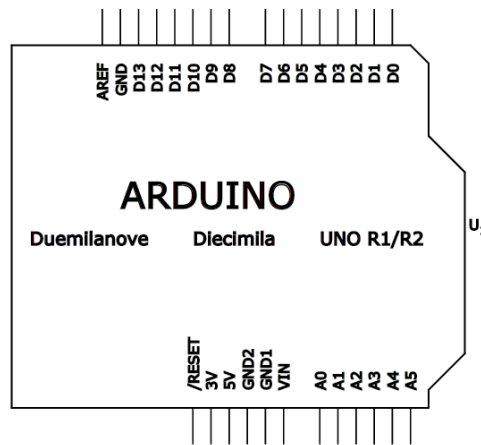 AREF GND D13 D12 D11 D10 D9 D8 D7 D6 D5 D4 D3 D2 D1 D0
ARDUINO
Duemilanove Diecimila UNO R1/R2
/RESET 3V 5V GND2 GND1 VIN A0 A1 A2 A3 A4 A5